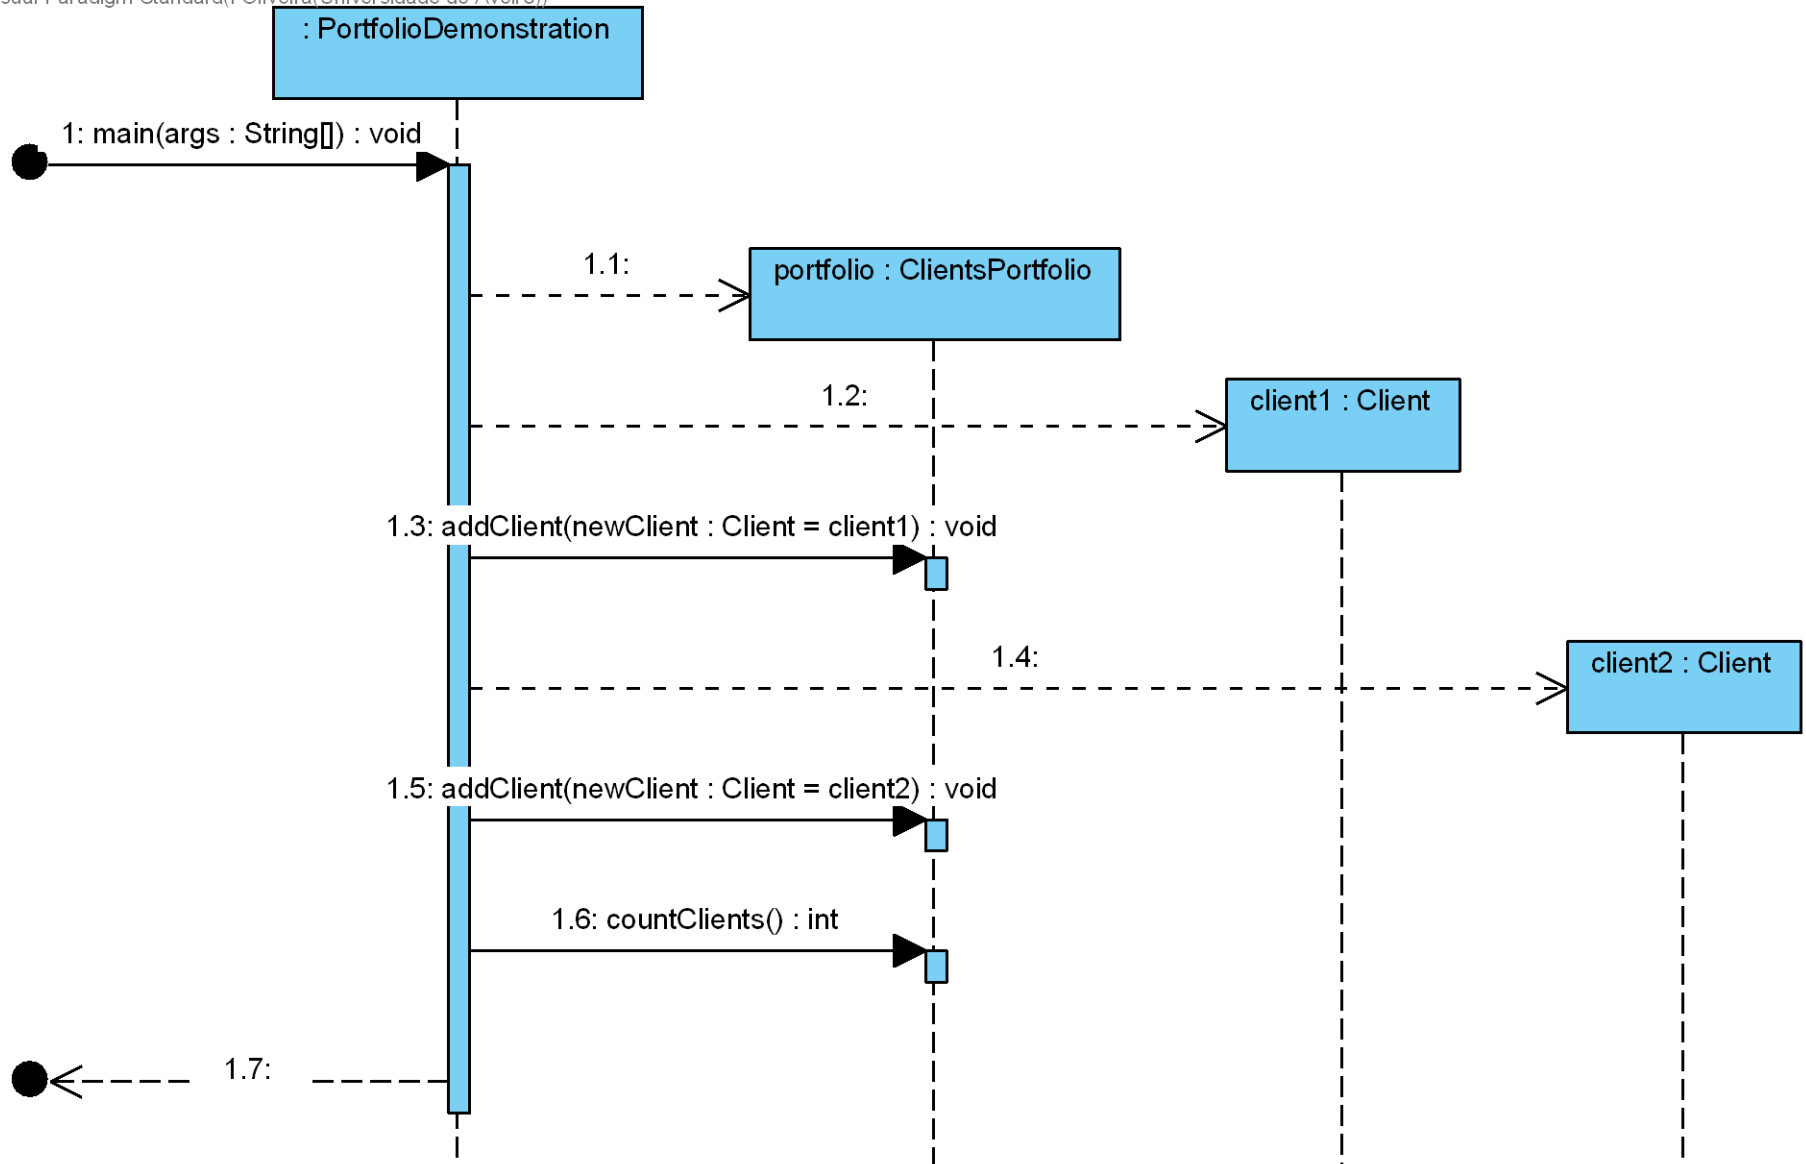 : PortfolioDemonstration
1: main(args : String[]) : void
1.1:
portfolio : ClientsPortfolio
1.2:
client1 : Client
1.3: addClient(newClient : Client = client1) : void
1.4:
client2 : Client
1.5: addClient(newClient : Client = client2) : void
1.6: countClients() : int
1.7: